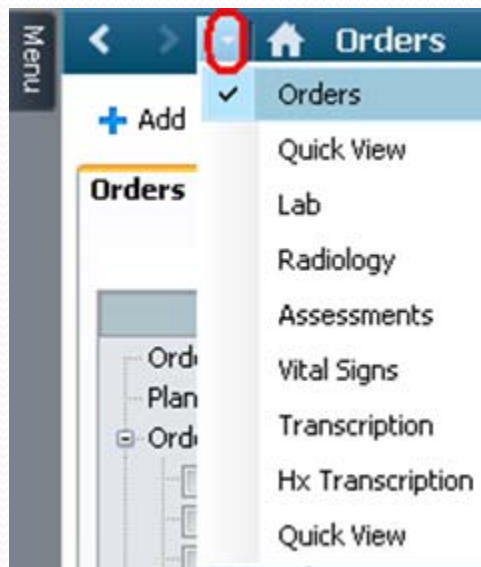 Menu
Orders
Add
Orders
Quick View
Lab
Orders
Radiology
Assessments
Vital Signs
Transcription
Hx Transcription
Quick View